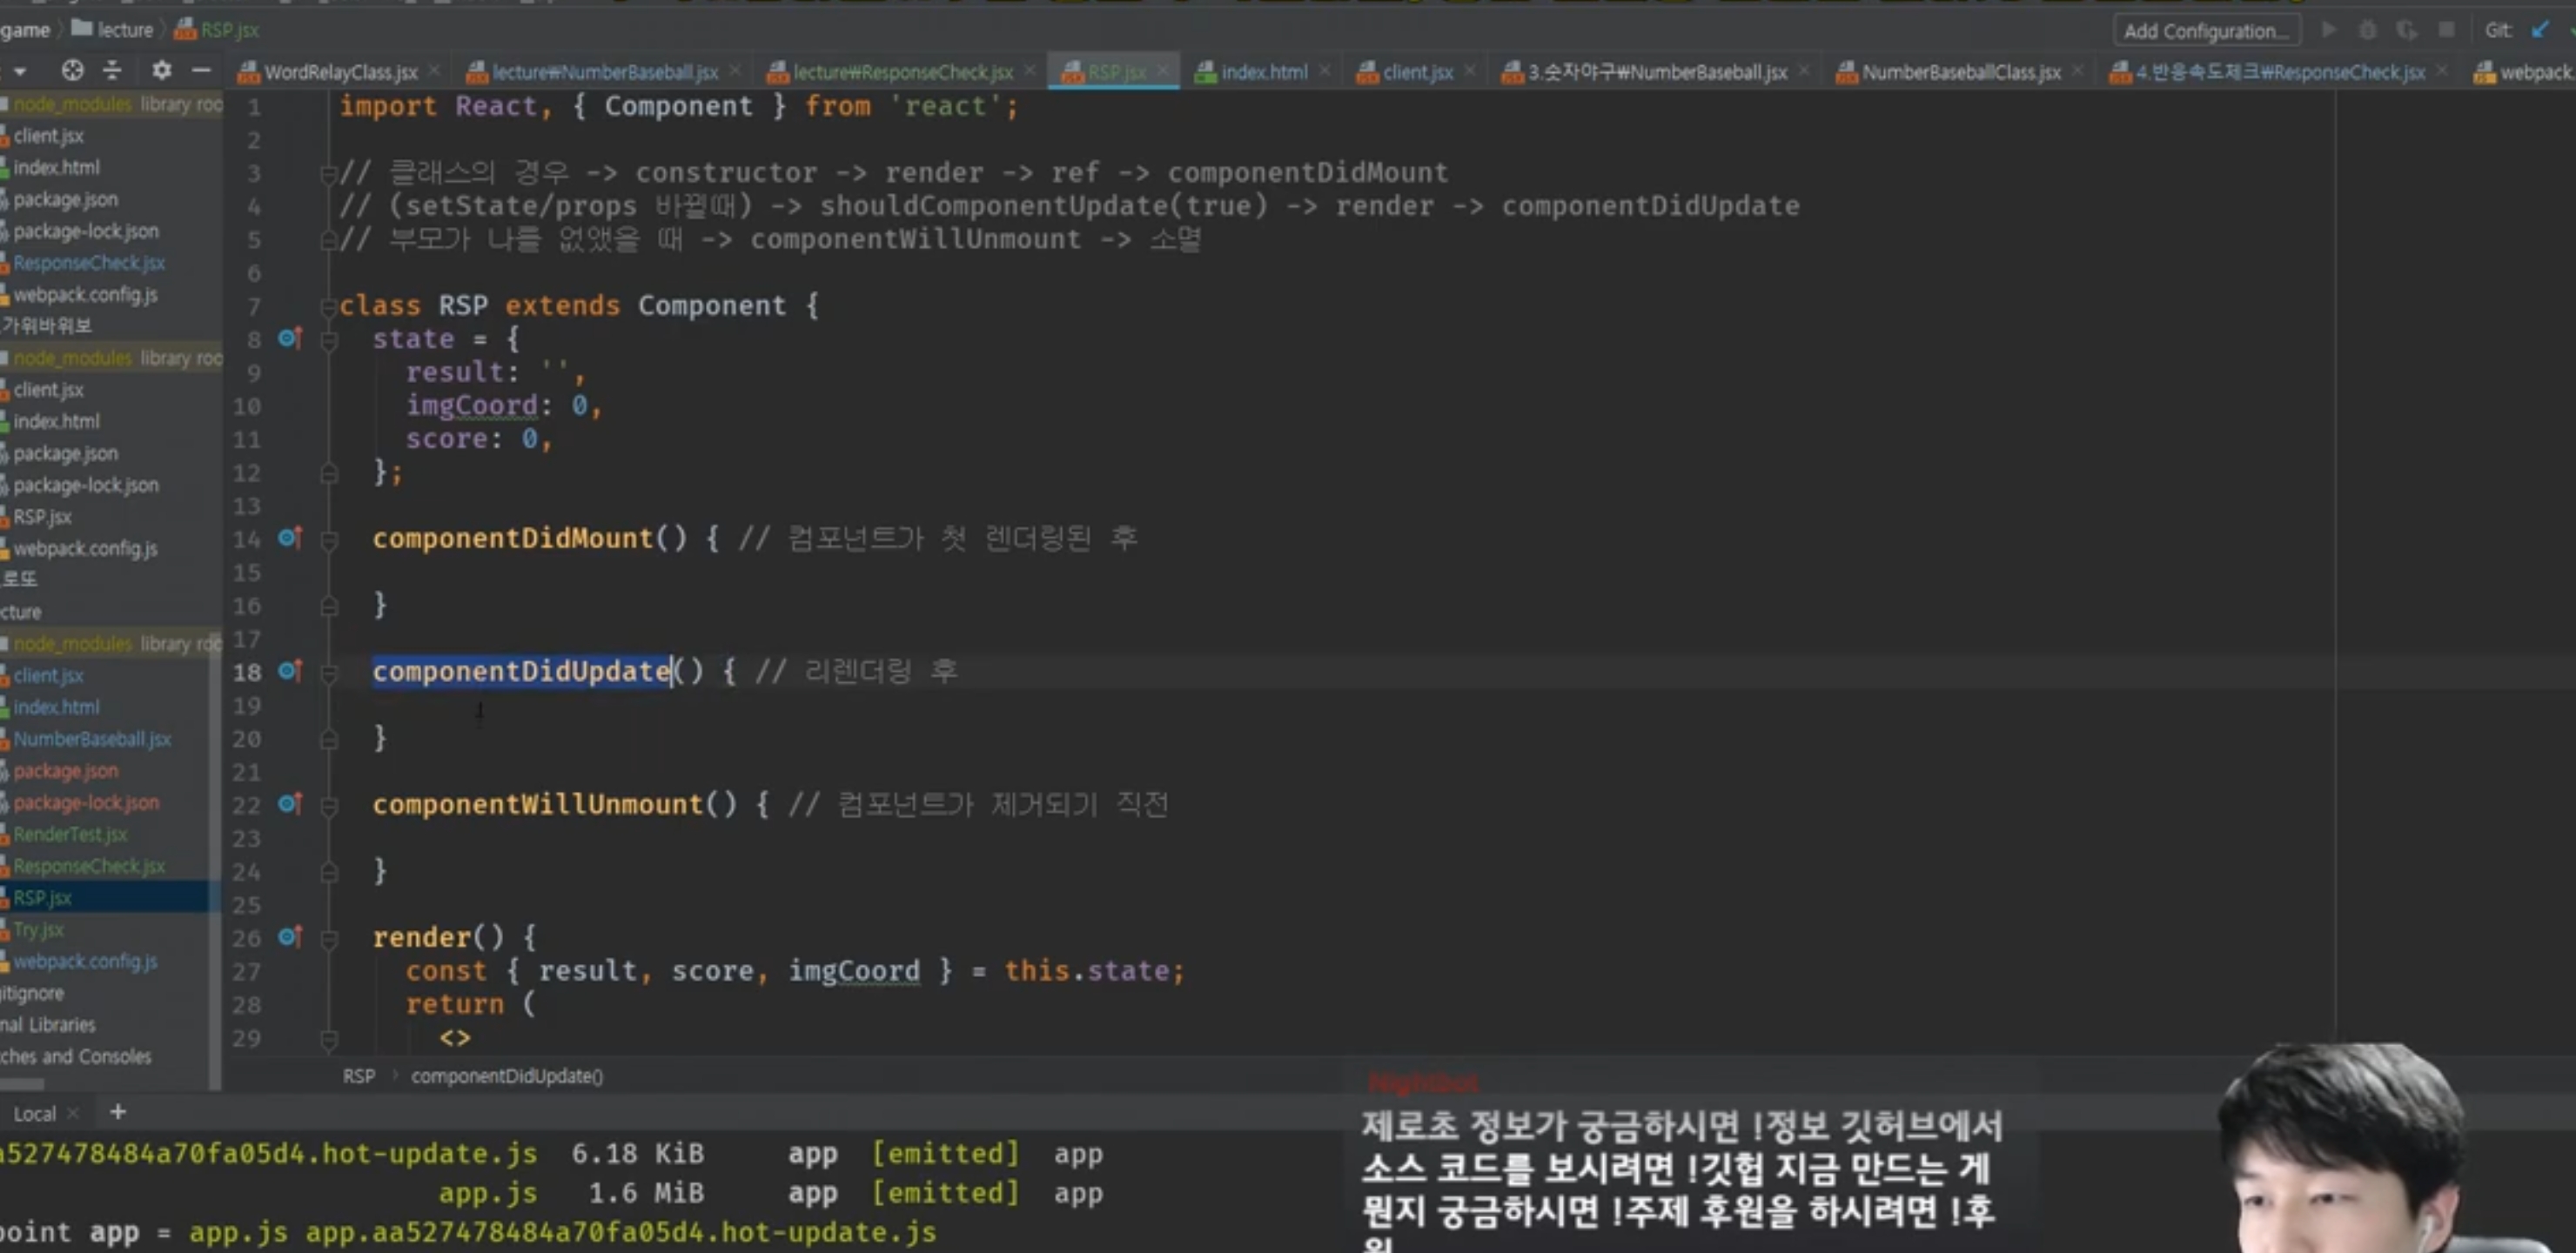 game lecture RSP.jsx
Add Configuration... Git:
WordRelayClass.jsx lecture₩NumberBaseball.jsx lecture₩ResponseCheck.jsx RSP.jsx index.html client.jsx 3.숫자야구₩NumberBaseball.jsx NumberBaseballClass.jsx 4.반응속도체크₩ResponseCheck.jsx webpack.
node_modules library roo
client.jsx
index.html
package.json
package-lock.json
ResponseCheck.jsx
webpack.config.js
.가위바위보
node_modules library roo
client.jsx
index.html
package.json
package-lock.json
RSP.jsx
webpack.config.js
.로또
cture
node_modules library roo
client.jsx
index.html
NumberBaseball.jsx
package.json
package-lock.json
RenderTest.jsx
ResponseCheck.jsx
RSP.jsx
Try.jsx
webpack.config.js
gitignore
nal Libraries
tches and Consoles
1 import React, { Component } from 'react';
2
3 // 클래스의 경우 -> constructor -> render -> ref -> componentDidMount
4 // (setState/props 바뀔때) -> shouldComponentUpdate(true) -> render -> componentDidUpdate
5 // 부모가 나를 없앴을 때 -> componentWillUnmount -> 소멸
6
7 class RSP extends Component {
8 state = {
9 result: '',
10 imgCoord: 0,
11 score: 0,
12 };
13
14 componentDidMount() { // 컴포넌트가 첫 렌더링된 후
15
16 }
17
18 componentDidUpdate() { // 리렌더링 후
19
20 }
21
22 componentWillUnmount() { // 컴포넌트가 제거되기 직전
23
24 }
25
26 render() {
27 const { result, score, imgCoord } = this.state;
28 return (
29 <>
RSP componentDidUpdate()
Local +
a527478484a70fa05d4.hot-update.js 6.18 KiB app [emitted] app
app.js 1.6 MiB app [emitted] app
point app = app.js app.aa527478484a70fa05d4.hot-update.js
Nightbot
제로초 정보가 궁금하시면 !정보 깃허브에서
소스 코드를 보시려면 !깃헙 지금 만드는 게
뭔지 궁금하시면 !주제 후원을 하시려면 !후